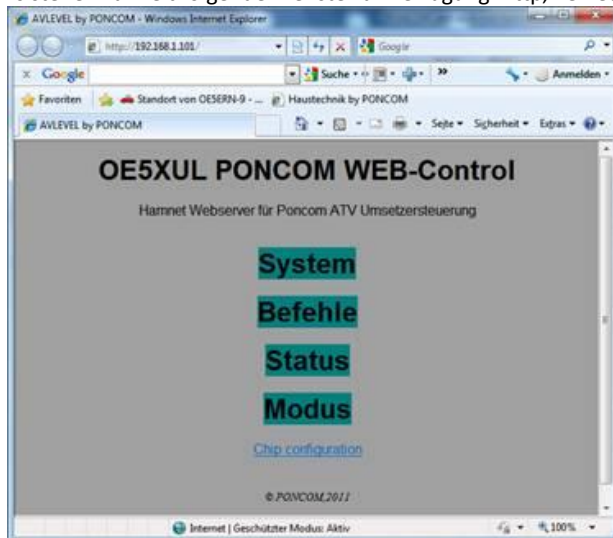 AVLEVEL by PONCOM - Windows Internet Explorer
http://192.168.1.101/
Google
Google
Suche
Anmelden
Favoriten
Standort von OE5ERN-9 - ...
Haustechnik by PONCOM
AVLEVEL by PONCOM
Seite
Sicherheit
Extras
OE5XUL PONCOM WEB-Control
Hamnet Webserver für Poncom ATV Umsetzersteuerung
System
Befehle
Status
Modus
Chip configuration
© PONCOM,2011
Internet | Geschützter Modus: Aktiv
100%